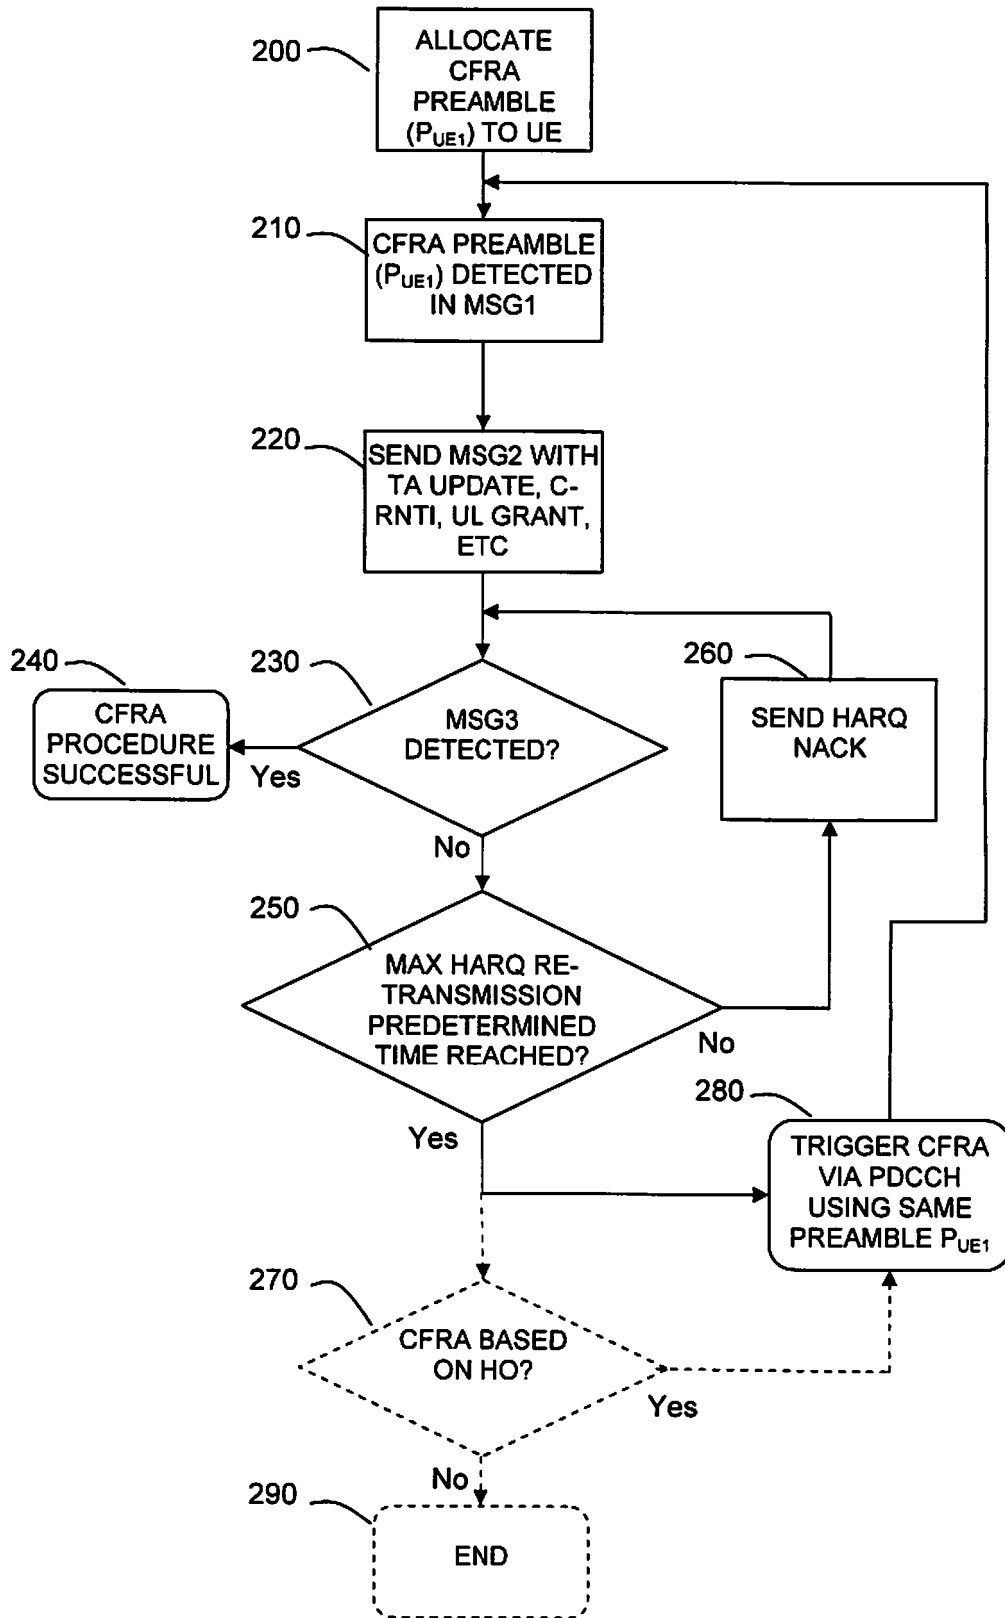 200
ALLOCATE
CFRA
PREAMBLE
(PUE1) TO UE
210
CFRA PREAMBLE
(PUE1) DETECTED
IN MSG1
220
SEND MSG2 WITH
TA UPDATE, C-
RNTI, UL GRANT,
ETC
240
CFRA
PROCEDURE
SUCCESSFUL
230
MSG3
DETECTED?
Yes
No
260
SEND HARQ
NACK
250
MAX HARQ RE-
TRANSMISSION
PREDETERMINED
TIME REACHED?
No
Yes
280
TRIGGER CFRA
VIA PDCCH
USING SAME
PREAMBLE PUE1
270
CFRA BASED
ON HO?
Yes
No
290
END